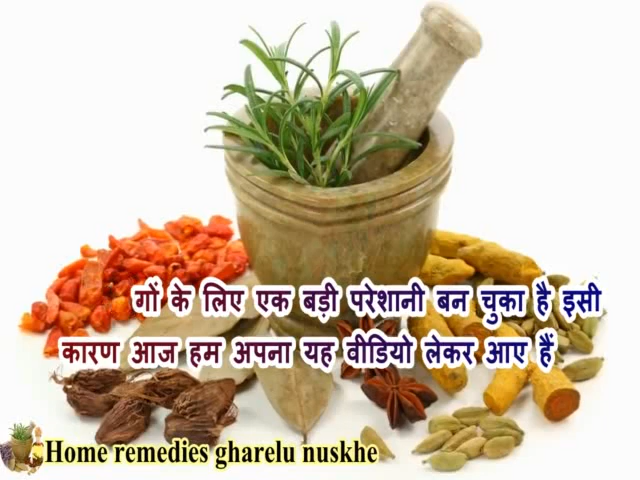 गों के लिए एक बड़ी परेशानी बन चुका है इसी
कारण आज हम अपना यह वीडियो लेकर आए हैं
Home remedies gharelu nuskhe